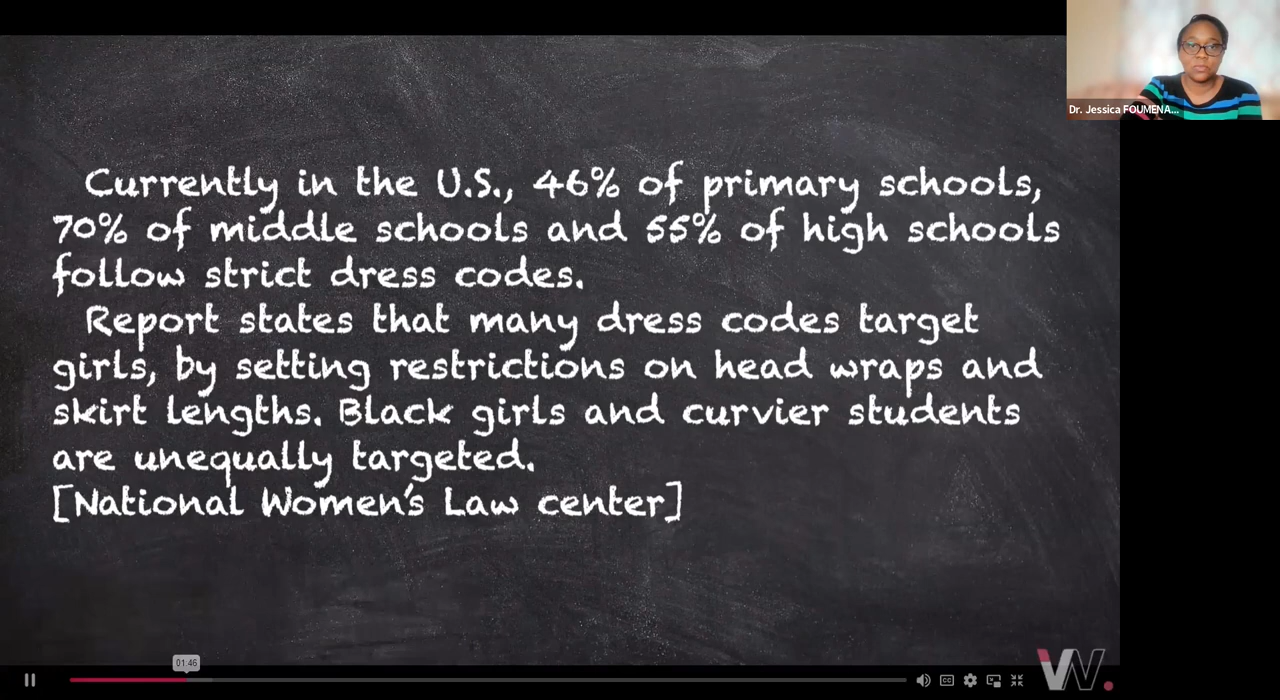 Dr. Jessica FOUMENA...
Currently in the U.S., 46% of primary schools,
70% of middle schools and 55% of high schools
follow strict dress codes.
Report states that many dress codes target
girls, by setting restrictions on head wraps and
skirt lengths. Black girls and curvier students
are unequally targeted.
[National Women's Law center]
01:46
CC
W.